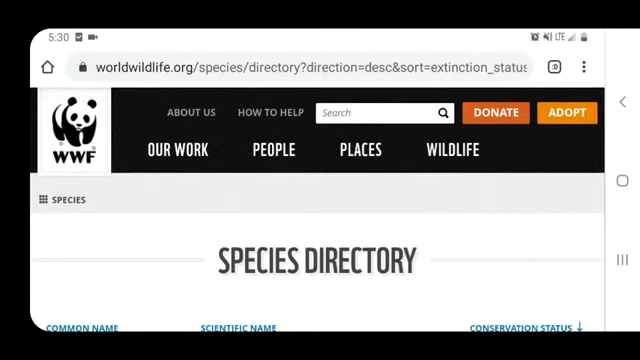 5:30 LTE
worldwildlife.org/species/directory?direction=desc&sort=extinction_status :D
ABOUT US HOW TO HELP Search DONATE ADOPT
WWF OUR WORK PEOPLE PLACES WILDLIFE
SPECIES
SPECIES DIRECTORY
COMMON NAME SCIENTIFIC NAME CONSERVATION STATUS